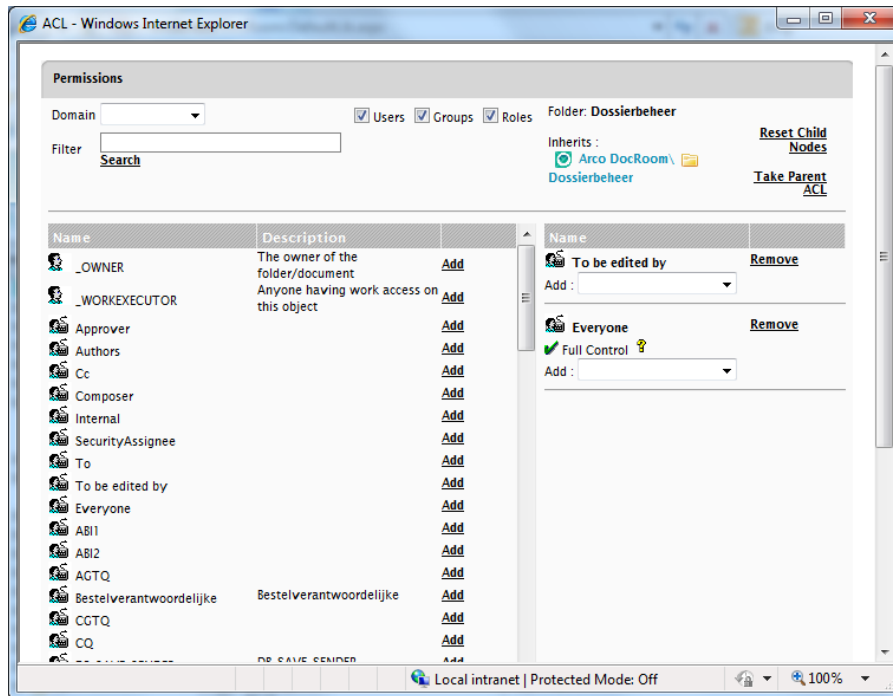 ACL - Windows Internet Explorer
Permissions
Domain
Users Groups Roles
Folder: Dossierbeheer
Filter
Search
Inherits :
Arco DocRoom\
Dossierbeheer
Reset Child
Nodes
Take Parent
ACL
Name Description
_OWNER The owner of the folder/document Add
_WORKEXECUTOR Anyone having work access on this object Add
Approver Add
Authors Add
Cc Add
Composer Add
Internal Add
SecurityAssignee Add
To Add
To be edited by Add
Everyone Add
ABI1 Add
ABI2 Add
AGTQ Add
Bestelverantwoordelijke Bestelverantwoordelijke Add
CGTQ Add
CQ Add
Name
To be edited by Remove
Add :
Everyone Remove
Full Control
Add :
Local intranet | Protected Mode: Off
100%